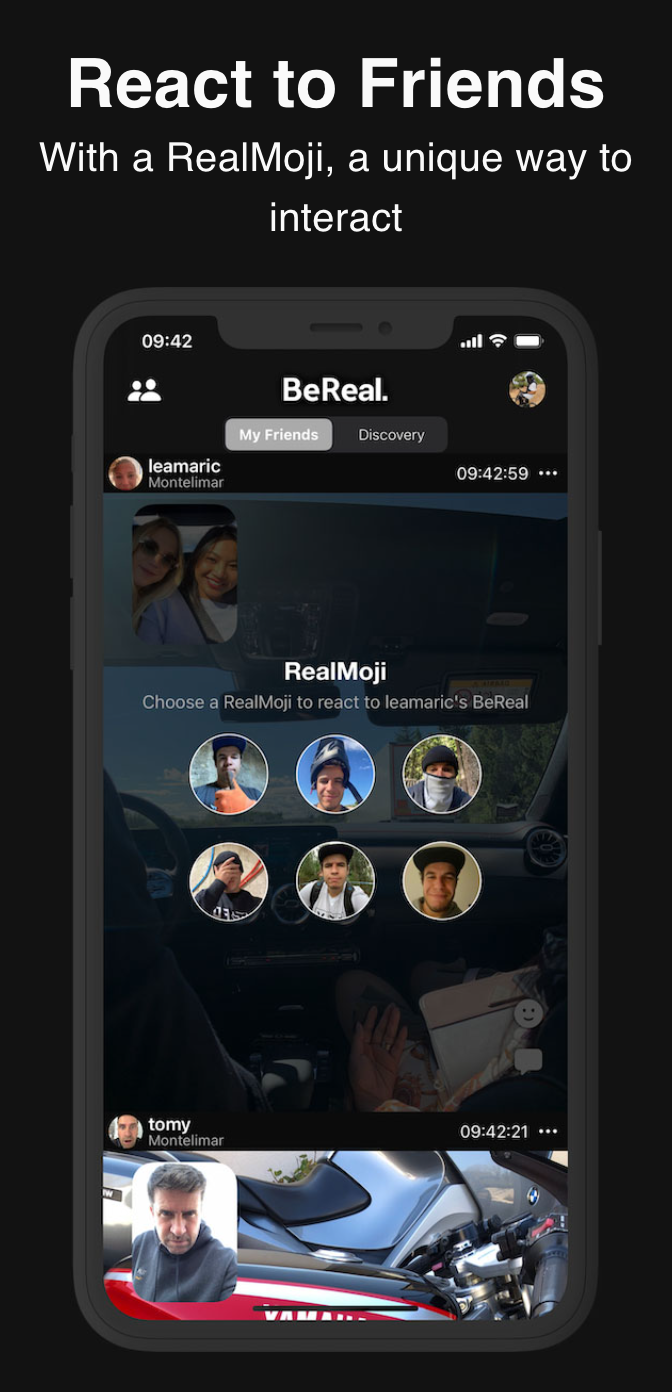 React to Friends
With a RealMoji, a unique way to
interact
09:42
BeReal.
My Friends
Discovery
leamaric
Montelimar
09:42:59
RealMoji
Choose a RealMoji to react to leamaric's BeReal
tomy
Montelimar
09:42:21
YAMAHA